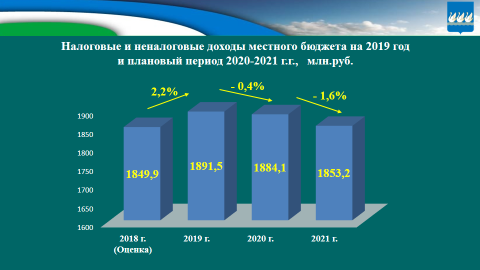 Налоговые и неналоговые доходы местного бюджета на 2019 год
и плановый период 2020-2021 г.г., млн.руб.
2,2%
- 0,4%
- 1,6%
1900
1850
1800
1750
1700
1650
1600
1849,9
1891,5
1884,1
1853,2
2018 г.
(Оценка)
2019 г.
2020 г.
2021 г.